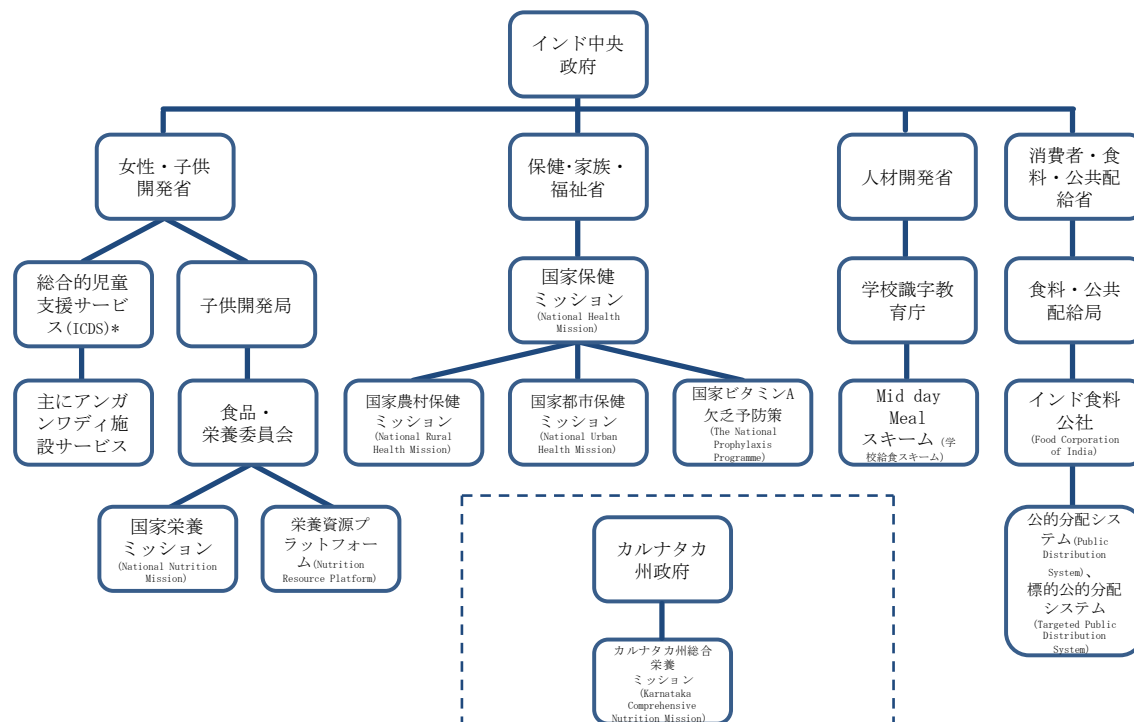 インド中央
政府
女性・子供
開発省
保健・家族・
福祉省
人材開発省
消費者・食
料・公共配
給省
総合的児童
支援サービ
ス(ICDS)*
子供開発局
国家保健
ミッション
(National Health
Mission)
学校識字教
育庁
食料・公共
配給局
主にアンガ
ンワディ施
設サービス
食品・
栄養委員会
国家農村保健
ミッション
(National Rural
Health Mission)
国家都市保健
ミッション
(National Urban
Health Mission)
国家ビタミンA
欠乏予防策
(The National
Prophylaxis
Programme)
Mid day
Meal
スキーム (学
校給食スキーム)
インド食料
公社
(Food Corporation
of India)
国家栄養
ミッション
(National Nutrition
Mission)
栄養資源プ
ラットフォー
ム(Nutrition
Resource Platform)
公的分配シス
テム(Public
Distribution
System)、
標的公的分配
システム
(Targeted Public
Distribution
System)
カルナタカ
州政府
カルナタカ州総合
栄養
ミッション
(Karnataka
Comprehensive
Nutrition Mission)